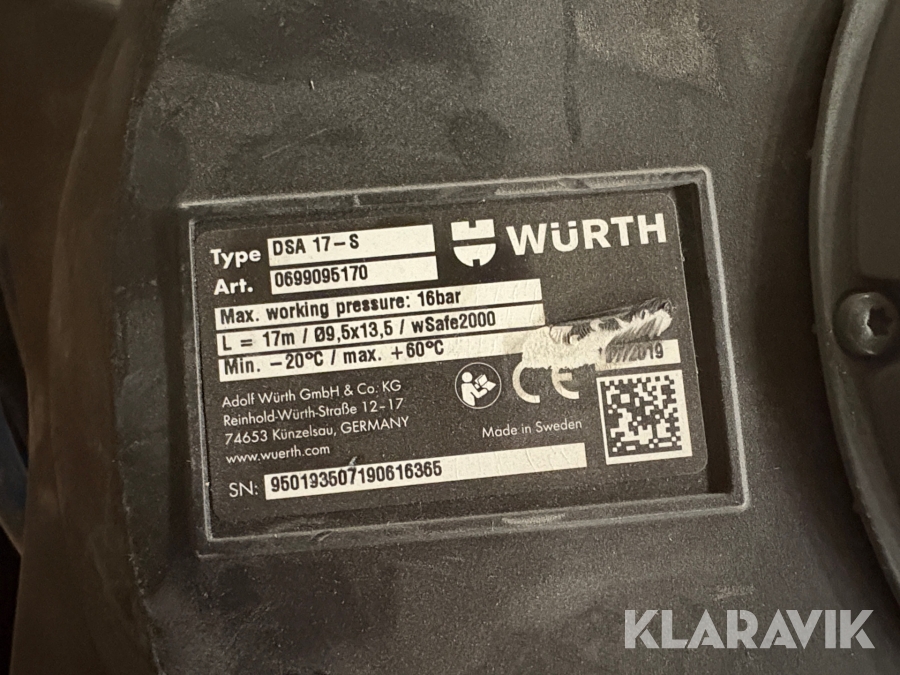 Type DSA 17-S
WÜRTH
Art. 0699095170
Max. working pressure: 16bar
L = 17m / Ø9,5x13,5 / wSafe2000
Min. -20°C / max. +60°C
/2019
CE
Adolf Würth GmbH & Co. KG
Reinhold-Würth-Straße 12-17
74653 Künzelsau, GERMANY
www.wuerth.com
Made in Sweden
SN: 950193507190616365
KLARAVIK